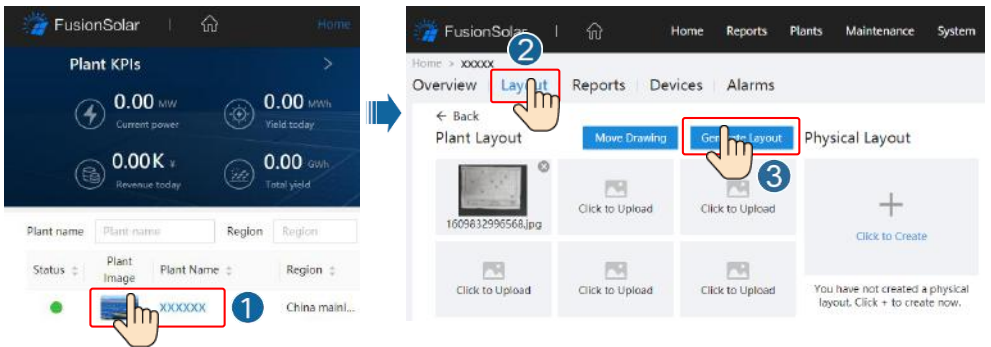 FusionSolar
Home
Plant KPIs >
0.00 MW
Current power
0.00 MWh
Yield today
0.00K ¥
Revenue today
0.00 GWh
Total yield
Plant name Plant name Region Region
Status Plant Image Plant Name Region
XXXXXX China mainl...
1
FusionSolar
Home Reports Plants Maintenance System
Home > XXXXX
2
Overview Layout Reports Devices Alarms
← Back
Plant Layout Move Drawing Generate Layout Physical Layout
3
1609832996568.jpg
Click to Upload
Click to Upload
Click to Create
Click to Upload
Click to Upload
Click to Upload
You have not created a physical
layout. Click + to create now.